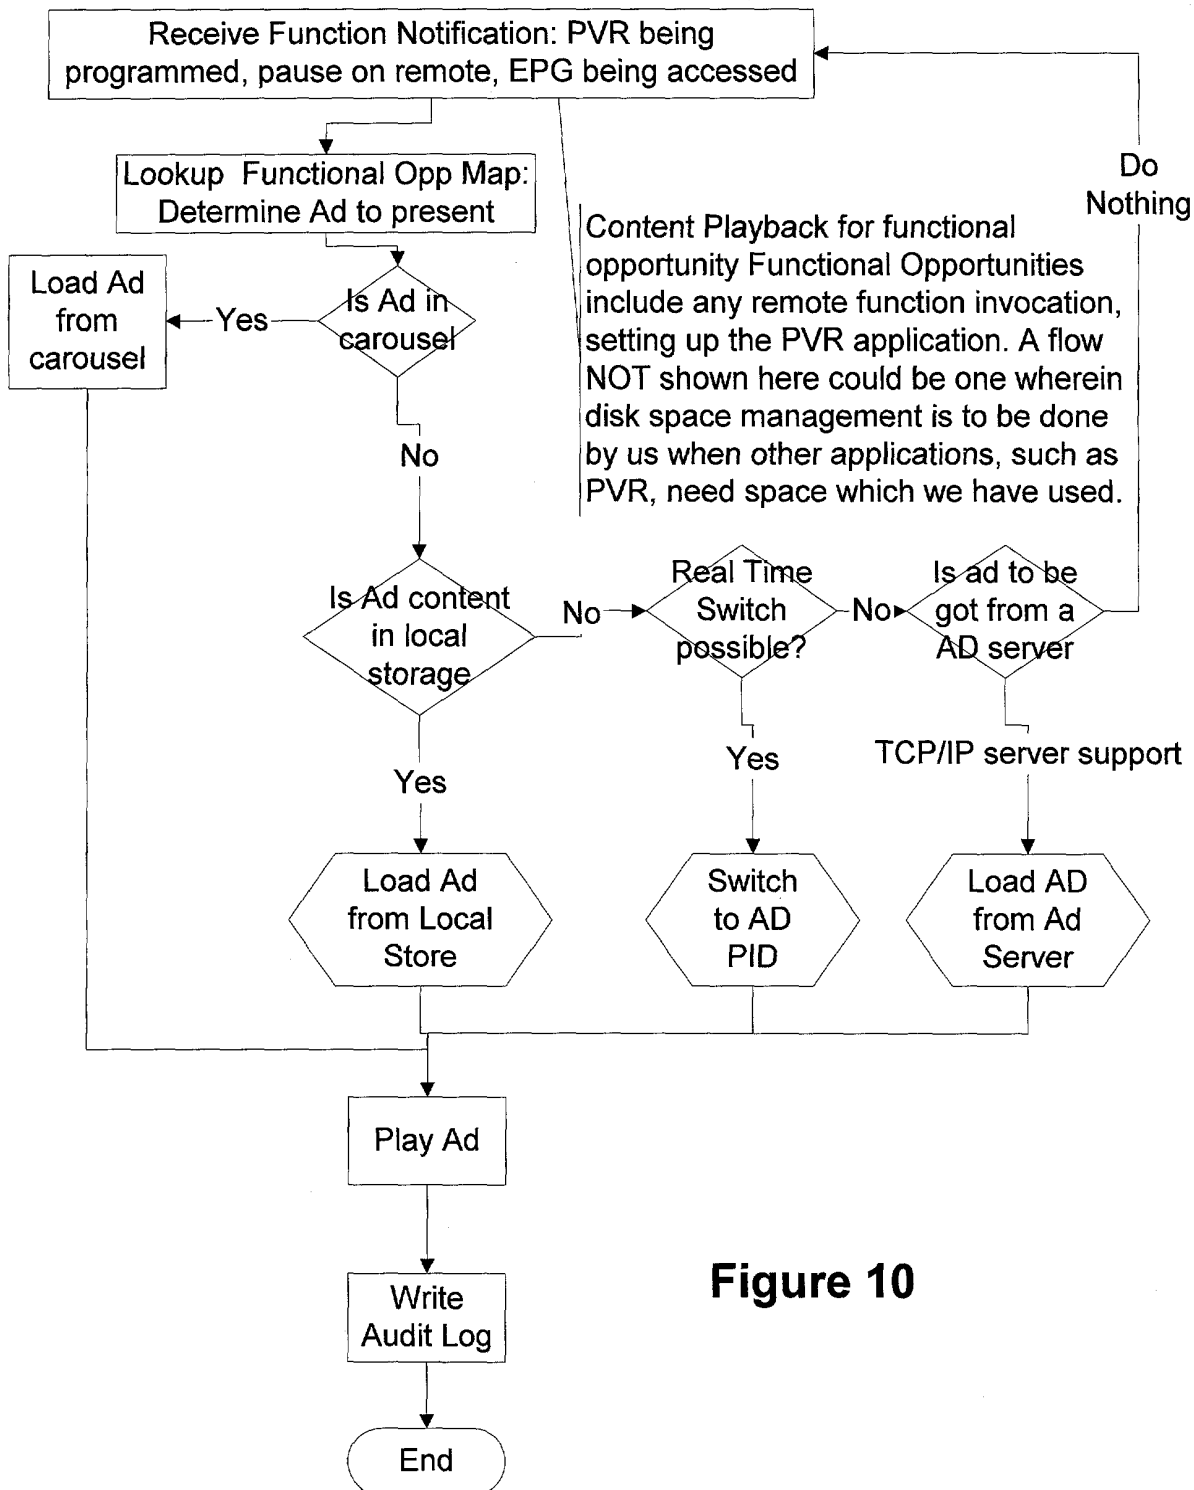 Receive Function Notification: PVR being
programmed, pause on remote, EPG being accessed
Lookup Functional Opp Map:
Determine Ad to present
Do
Nothing
Content Playback for functional
opportunity Functional Opportunities
include any remote function invocation,
setting up the PVR application. A flow
NOT shown here could be one wherein
disk space management is to be done
by us when other applications, such as
PVR, need space which we have used.
Load Ad
from
carousel
Yes
Is Ad in
carousel
No
Is Ad content
in local
storage
No
Real Time
Switch
possible?
No
Is ad to be
got from a
AD server
Yes
Yes
TCP/IP server support
Load Ad
from Local
Store
Switch
to AD
PID
Load AD
from Ad
Server
Play Ad
Write
Audit Log
End
Figure 10